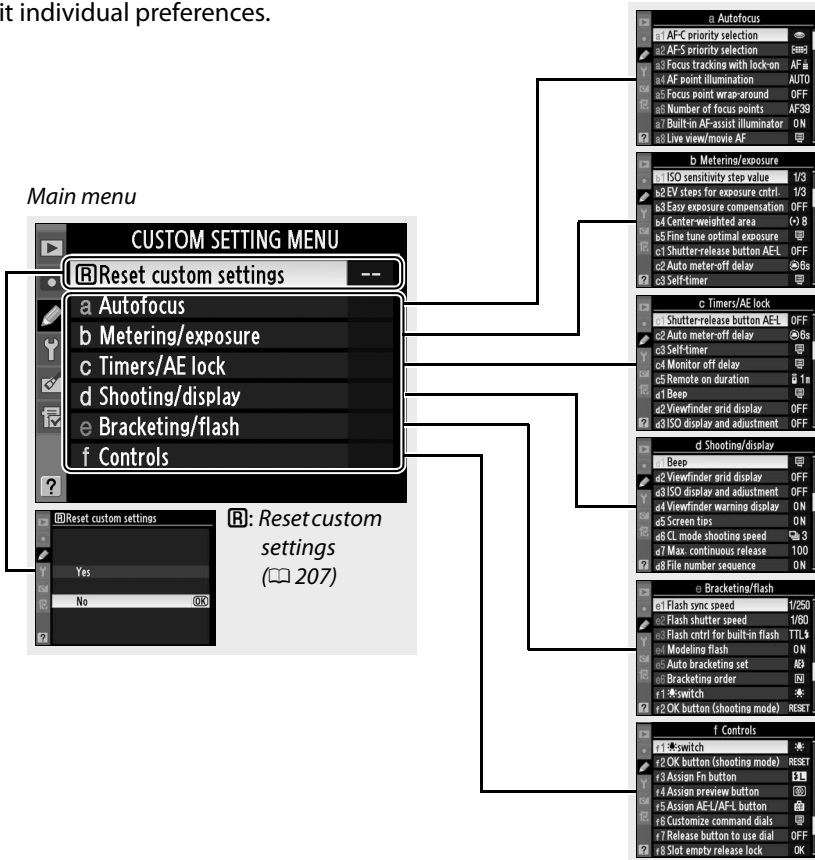 it individual preferences.
Main menu
CUSTOM SETTING MENU
R Reset custom settings --
a Autofocus
b Metering/exposure
c Timers/AE lock
d Shooting/display
e Bracketing/flash
f Controls
?
R Reset custom settings
Yes
No OK
?
R: Reset custom
settings
(207)
a Autofocus
a1 AF-C priority selection
a2 AF-S priority selection
a3 Focus tracking with lock-on AF
a4 AF point illumination AUTO
a5 Focus point wrap-around OFF
a6 Number of focus points AF39
a7 Built-in AF-assist illuminator ON
? a8 Live view/movie AF
b Metering/exposure
b1 ISO sensitivity step value 1/3
b2 EV steps for exposure cntrl. 1/3
b3 Easy exposure compensation OFF
b4 Center-weighted area (•) 8
b5 Fine tune optimal exposure
c1 Shutter-release button AE-L OFF
c2 Auto meter-off delay 6s
? c3 Self-timer
c Timers/AE lock
c1 Shutter-release button AE-L OFF
c2 Auto meter-off delay 6s
c3 Self-timer
c4 Monitor off delay
c5 Remote on duration 1m
d1 Beep
d2 Viewfinder grid display OFF
? d3 ISO display and adjustment OFF
d Shooting/display
d1 Beep
d2 Viewfinder grid display OFF
d3 ISO display and adjustment OFF
d4 Viewfinder warning display ON
d5 Screen tips ON
d6 CL mode shooting speed 3
d7 Max. continuous release 100
? d8 File number sequence ON
e Bracketing/flash
e1 Flash sync speed 1/250
e2 Flash shutter speed 1/60
e3 Flash cntrl for built-in flash TTL
e4 Modeling flash ON
e5 Auto bracketing set AE
e6 Bracketing order N
f1 switch
? f2 OK button (shooting mode) RESET
f Controls
f1 switch
f2 OK button (shooting mode) RESET
f3 Assign Fn button L
f4 Assign preview button
f5 Assign AE-L/AF-L button
f6 Customize command dials
f7 Release button to use dial OFF
? f8 Slot empty release lock OK